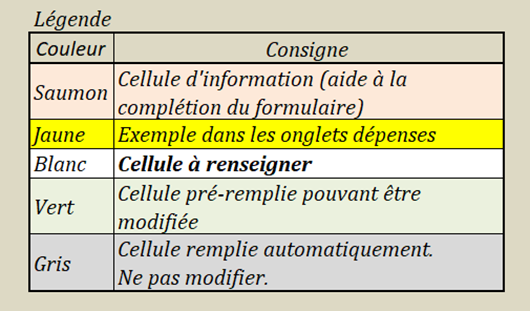 Légende
Couleur Consigne
Saumon Cellule d'information (aide à la
complétion du formulaire)
Jaune Exemple dans les onglets dépenses
Blanc Cellule à renseigner
Vert Cellule pré-remplie pouvant être
modifiée
Gris Cellule remplie automatiquement.
Ne pas modifier.